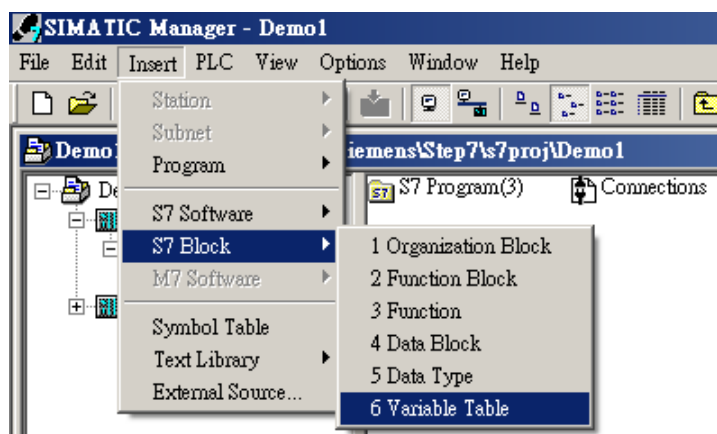 SIMATIC Manager - Demo1
File Edit Insert PLC View Options Window Help
Station
Subnet
Program
S7 Software
S7 Block
M7 Software
Symbol Table
Text Library
External Source...
Demo
iemens\Step7\s7proj\Demo1
De
S7 Program(3)
Connections
1 Organization Block
2 Function Block
3 Function
4 Data Block
5 Data Type
6 Variable Table